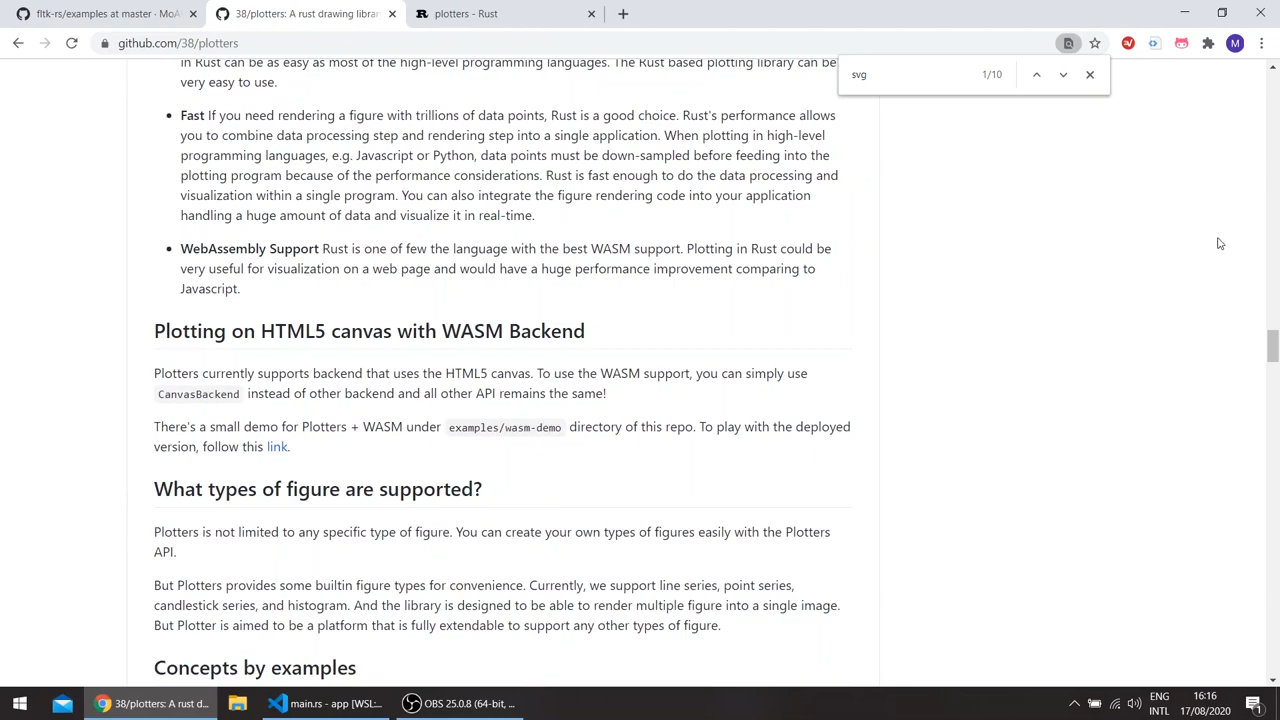 fltk-rs/examples at master · MoAl
38/plotters: A rust drawing librar
plotters - Rust
github.com/38/plotters
M
svg
1/10
in Rust can be as easy as most of the high-level programming languages. The Rust based plotting library can be
very easy to use.
• Fast If you need rendering a figure with trillions of data points, Rust is a good choice. Rust's performance allows
you to combine data processing step and rendering step into a single application. When plotting in high-level
programming languages, e.g. Javascript or Python, data points must be down-sampled before feeding into the
plotting program because of the performance considerations. Rust is fast enough to do the data processing and
visualization within a single program. You can also integrate the figure rendering code into your application
handling a huge amount of data and visualize it in real-time.
• WebAssembly Support Rust is one of few the language with the best WASM support. Plotting in Rust could be
very useful for visualization on a web page and would have a huge performance improvement comparing to
Javascript.
Plotting on HTML5 canvas with WASM Backend
Plotters currently supports backend that uses the HTML5 canvas. To use the WASM support, you can simply use
CanvasBackend instead of other backend and all other API remains the same!
There's a small demo for Plotters + WASM under examples/wasm-demo directory of this repo. To play with the deployed
version, follow this link.
What types of figure are supported?
Plotters is not limited to any specific type of figure. You can create your own types of figures easily with the Plotters
API.
But Plotters provides some builtin figure types for convenience. Currently, we support line series, point series,
candlestick series, and histogram. And the library is designed to be able to render multiple figure into a single image.
But Plotter is aimed to be a platform that is fully extendable to support any other types of figure.
Concepts by examples
38/plotters: A rust d...
main.rs - app [WSL:...
OBS 25.0.8 (64-bit, ...
ENG
INTL
16:16
17/08/2020
1